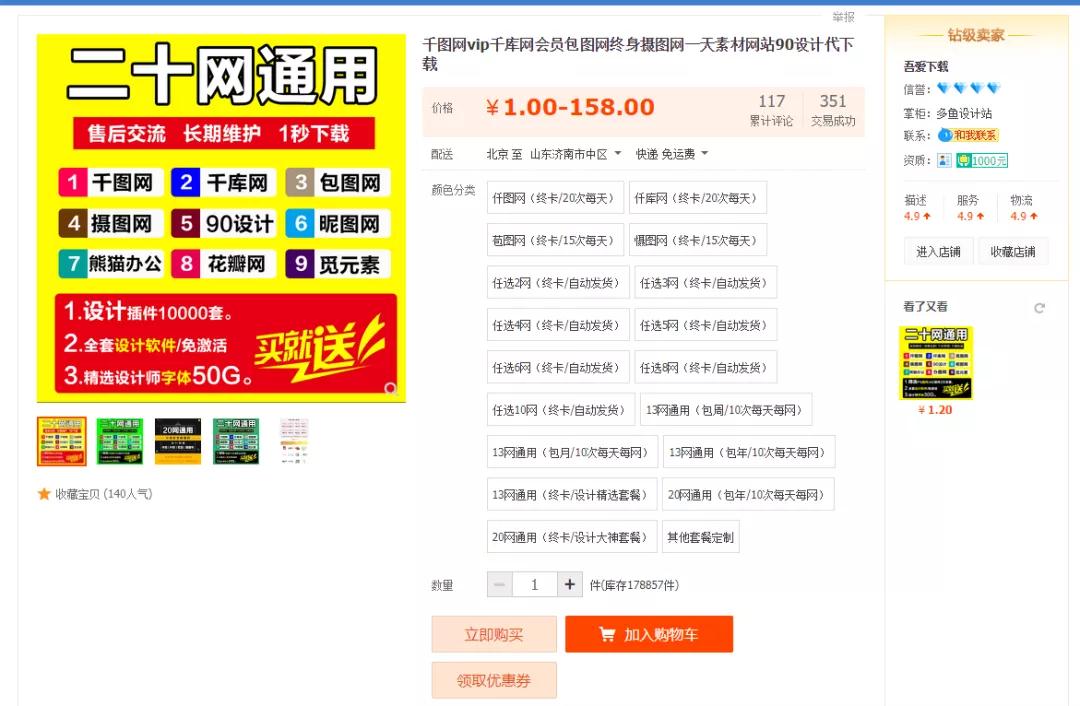 举报
二十网通用
售后交流 长期维护 1秒下载
1 千图网 2 千库网 3 包图网
4 摄图网 5 90设计 6 昵图网
7 熊猫办公 8 花瓣网 9 觅元素
1.设计插件10000套。
2.全套设计软件/免激活
3.精选设计师字体50G。
买就送
收藏宝贝 (140人气)
千图网vip千库网会员包图网终身摄图网一天素材网站90设计代下
载
价格 ¥1.00-158.00
117 累计评论
351 交易成功
配送 北京 至 山东济南市中区 快递 免运费
颜色分类
仟图网（终卡/20次每天） 仟库网（终卡/20次每天）
苞图网（终卡/15次每天） 慑图网（终卡/15次每天）
任选2网（终卡/自动发货） 任选3网（终卡/自动发货）
任选4网（终卡/自动发货） 任选5网（终卡/自动发货）
任选6网（终卡/自动发货） 任选8网（终卡/自动发货）
任选10网（终卡/自动发货） 13网通用（包周/10次每天每网）
13网通用（包月/10次每天每网） 13网通用（包年/10次每天每网）
13网通用（终卡/设计精选套餐） 20网通用（包年/10次每天每网）
20网通用（终卡/设计大神套餐） 其他套餐定制
数量 1 件(库存178857件)
立即购买 加入购物车
领取优惠券
钻级卖家
吾爱下载
信誉：
掌柜：多鱼设计站
联系：和我联系
资质：1000元
描述 服务 物流
4.9 4.9 4.9
进入店铺 收藏店铺
看了又看
二十网通用
¥1.20